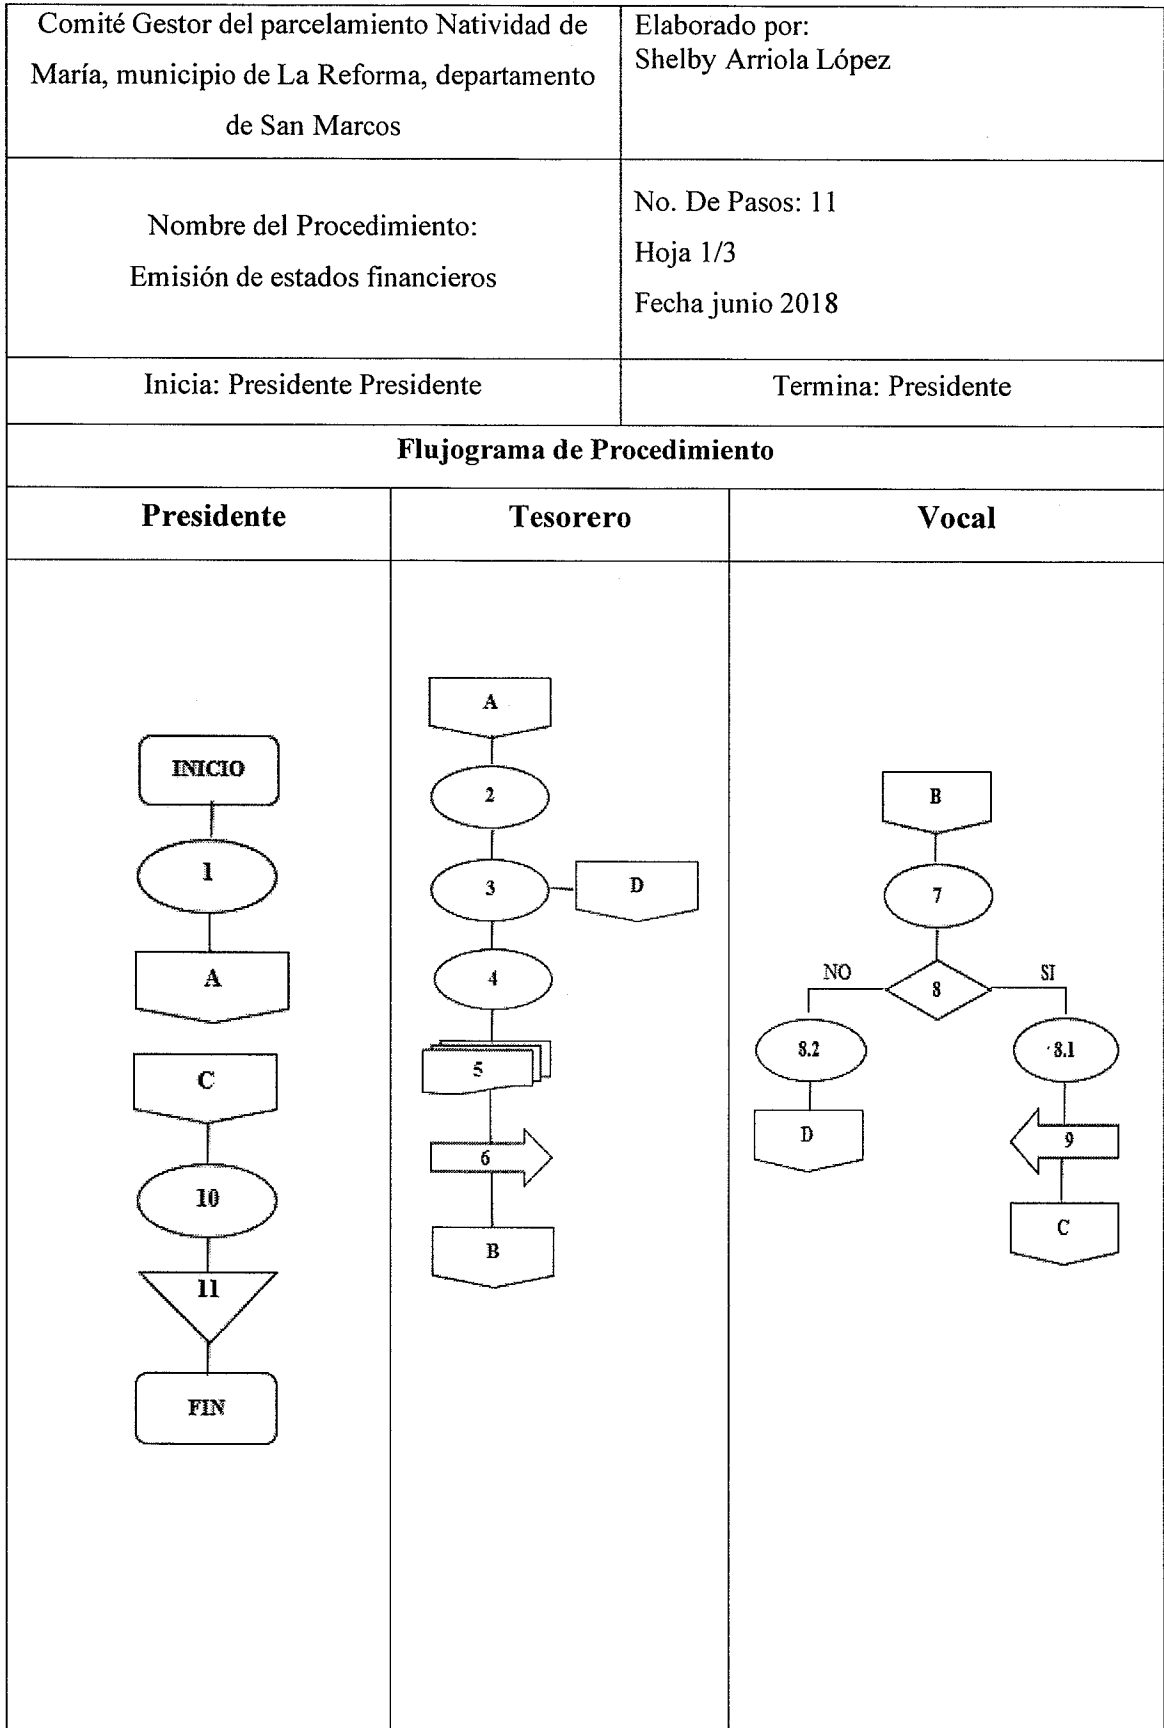 Comité Gestor del parcelamiento Natividad de
María, municipio de La Reforma, departamento
de San Marcos
Elaborado por:
Shelby Arriola López
Nombre del Procedimiento:
Emisión de estados financieros
No. De Pasos: 11
Hoja 1/3
Fecha junio 2018
Inicia: Presidente Presidente
Termina: Presidente
Flujograma de Procedimiento
Presidente
Tesorero
Vocal
INICIO
1
A
C
10
11
FIN
A
2
3
D
4
5
6
B
B
7
8
NO
SI
8.2
D
8.1
9
C